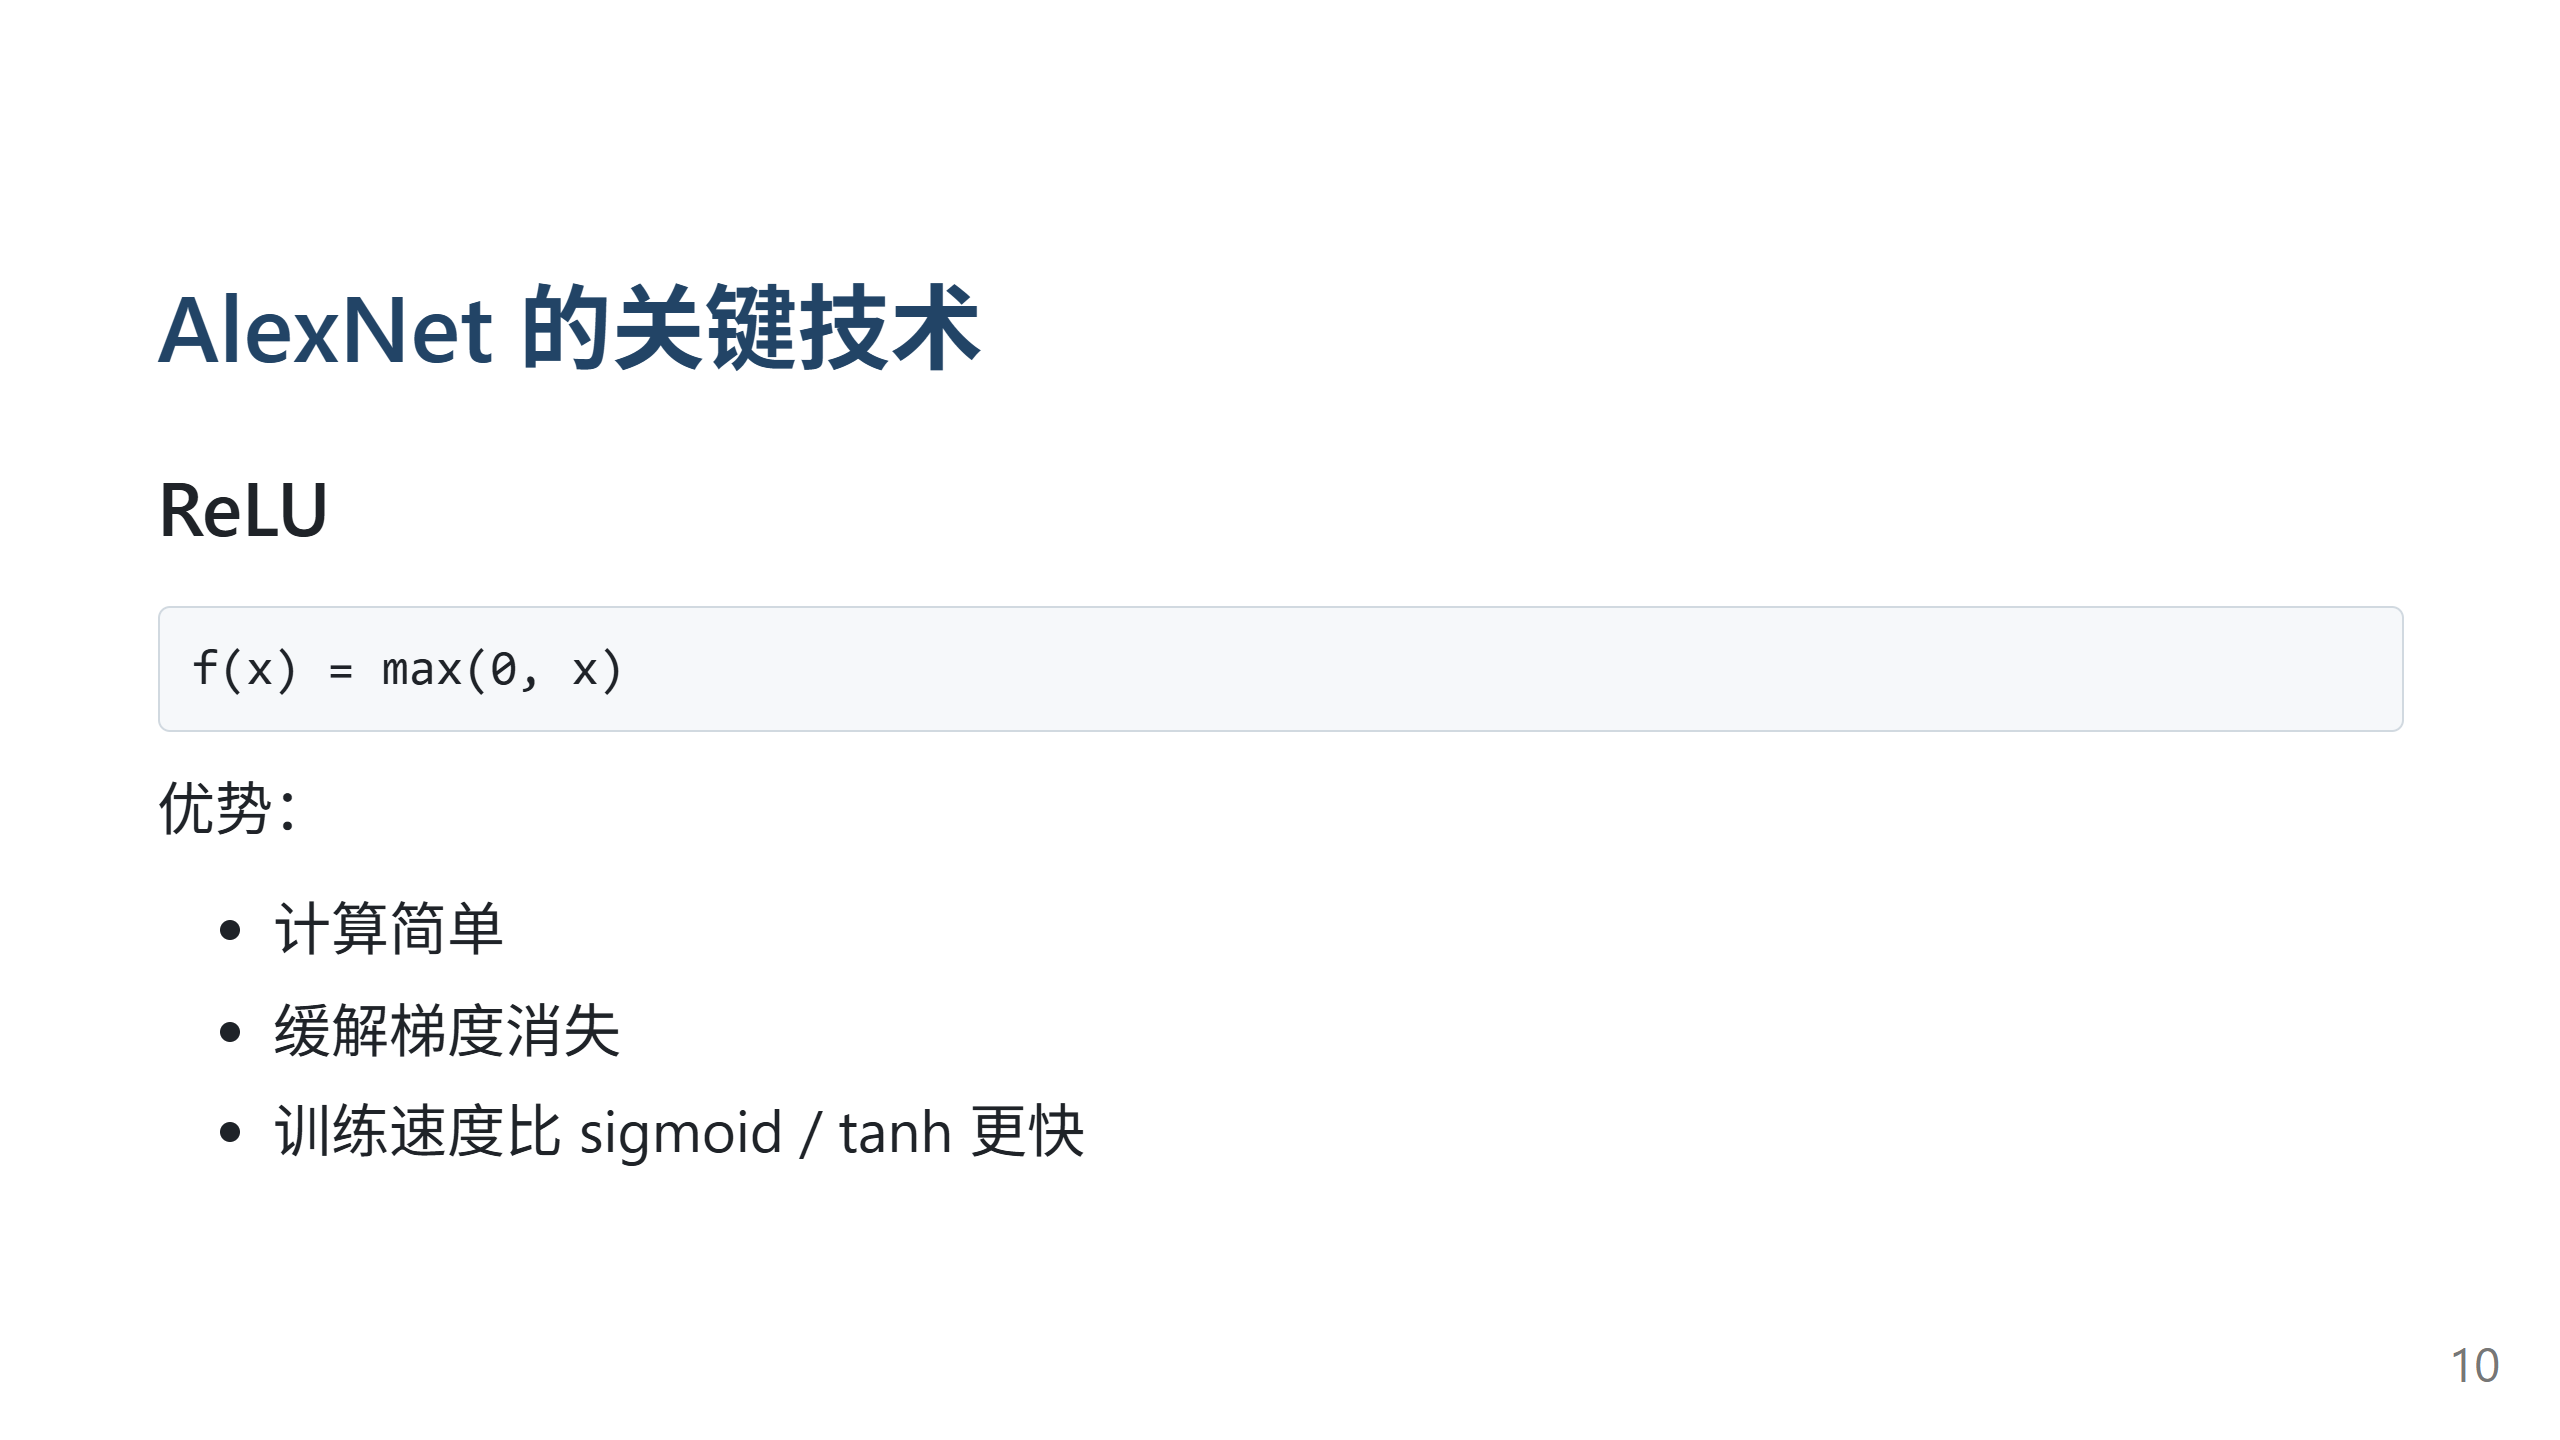 AlexNet 的关键技术
ReLU
f(x) = max(0, x)
优势：
• 计算简单
• 缓解梯度消失
• 训练速度比 sigmoid / tanh 更快
10